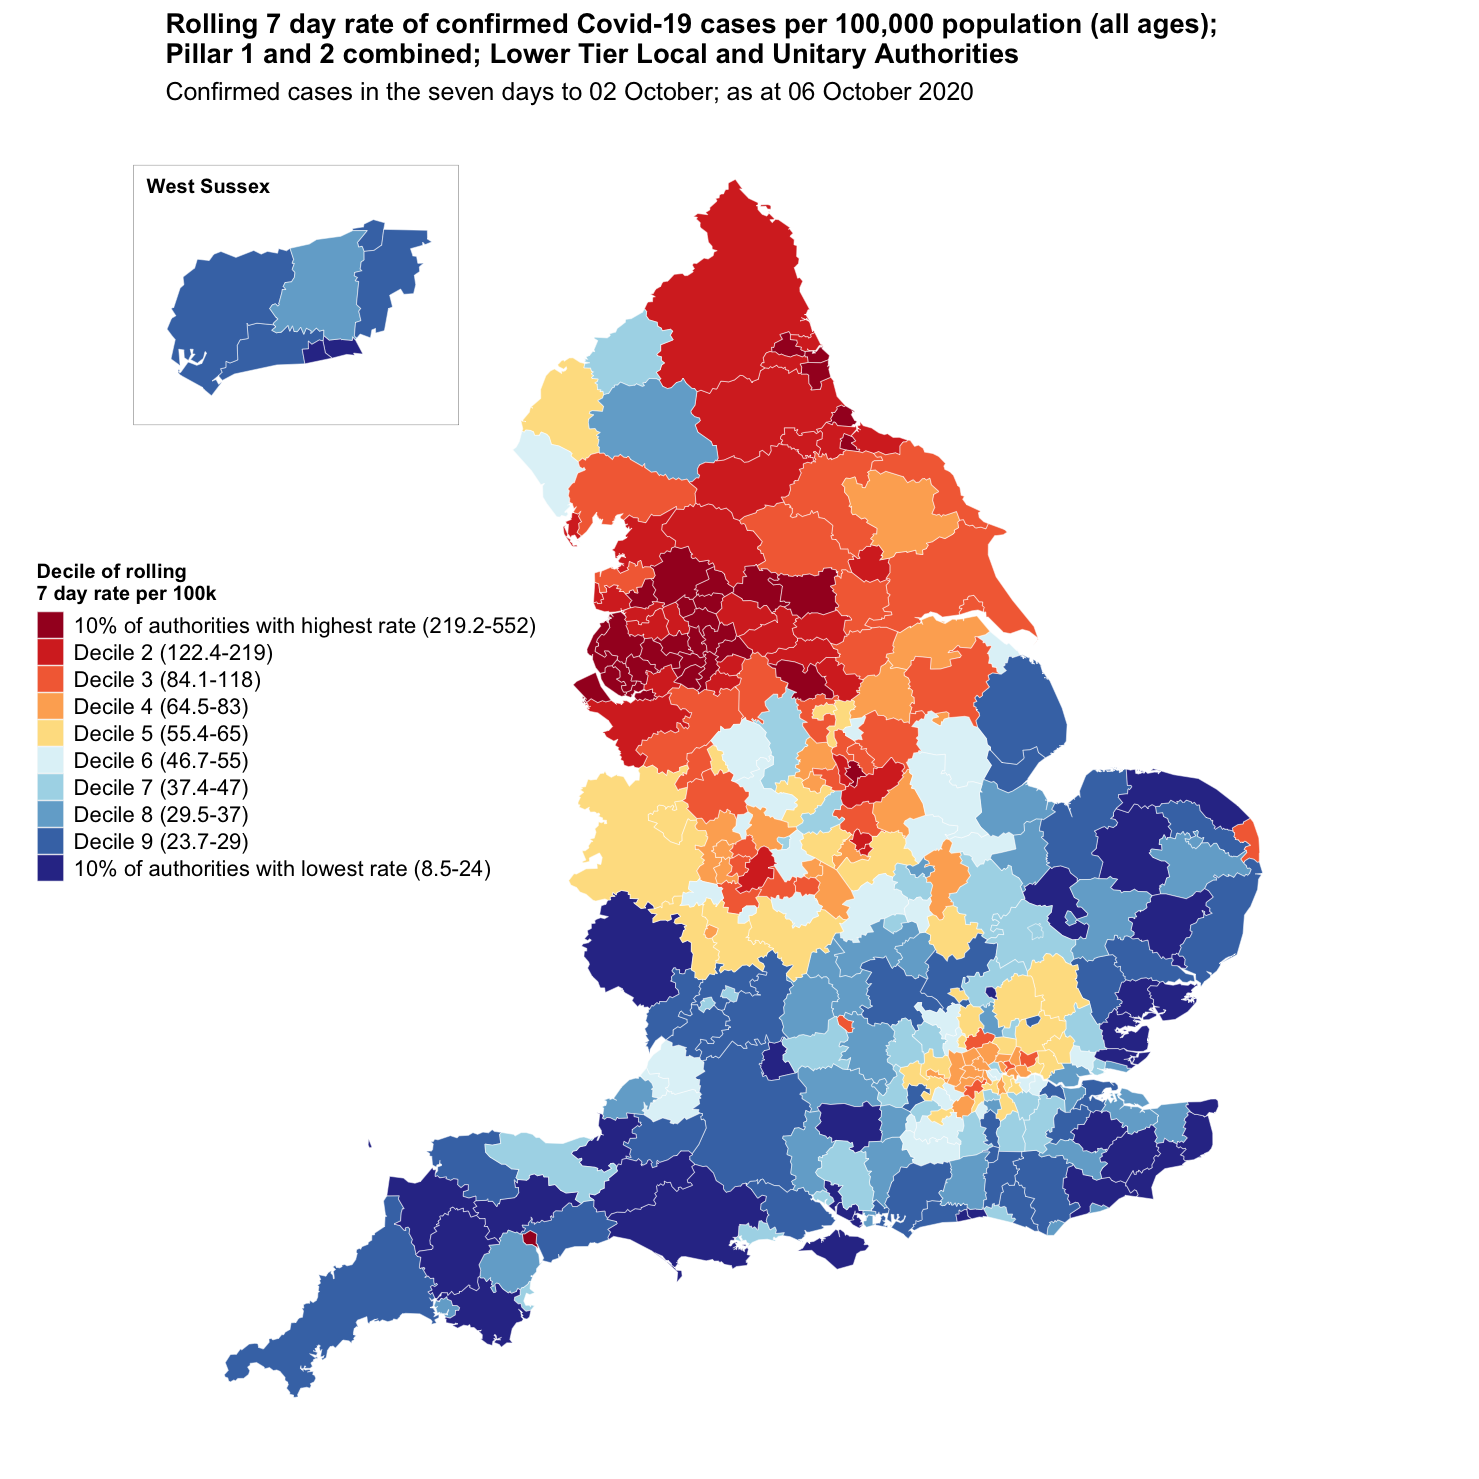 Rolling 7 day rate of confirmed Covid-19 cases per 100,000 population (all ages);
Pillar 1 and 2 combined; Lower Tier Local and Unitary Authorities
Confirmed cases in the seven days to 02 October; as at 06 October 2020
West Sussex
Decile of rolling
7 day rate per 100k
10% of authorities with highest rate (219.2-552)
Decile 2 (122.4-219)
Decile 3 (84.1-118)
Decile 4 (64.5-83)
Decile 5 (55.4-65)
Decile 6 (46.7-55)
Decile 7 (37.4-47)
Decile 8 (29.5-37)
Decile 9 (23.7-29)
10% of authorities with lowest rate (8.5-24)